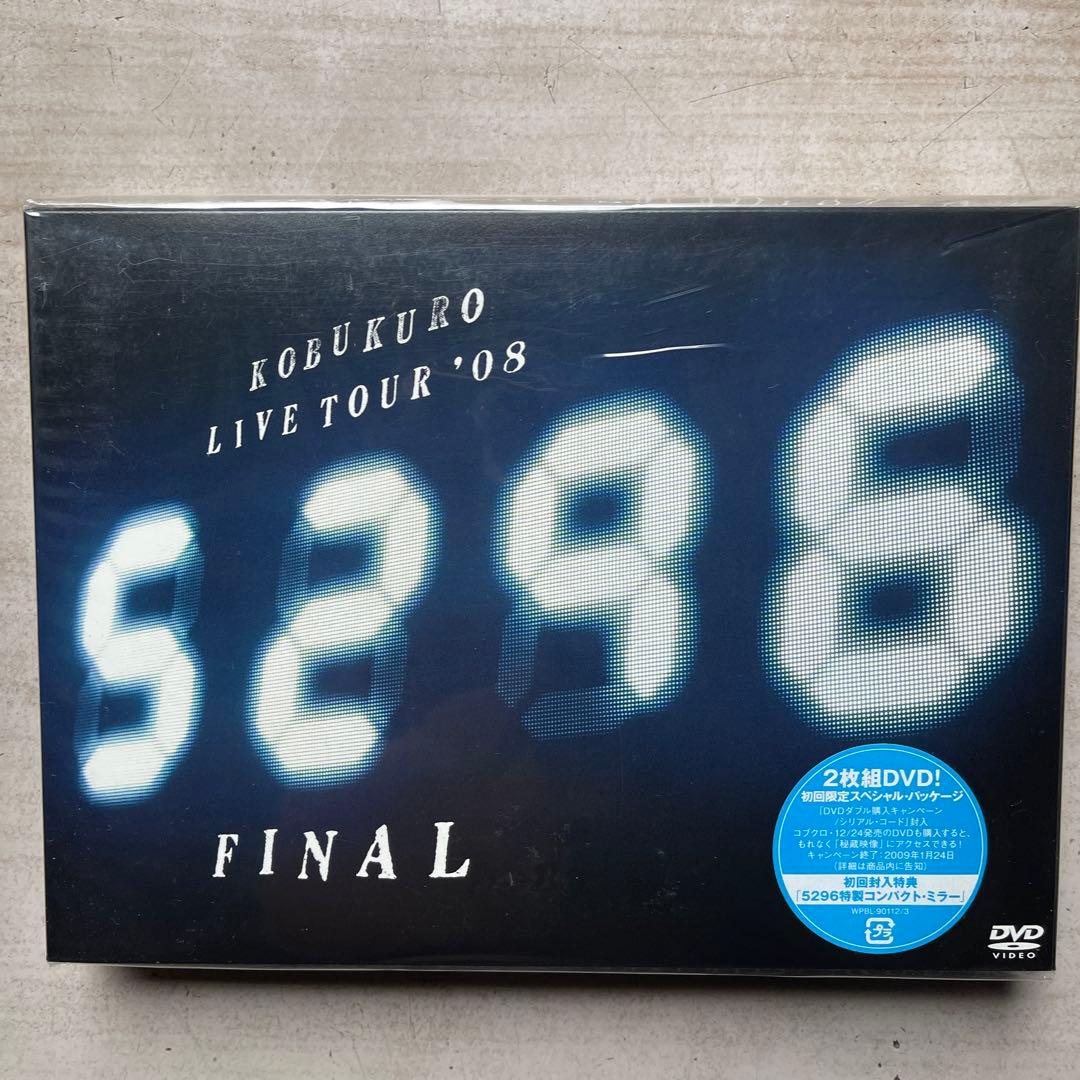 KOBUKURO
LIVE TOUR '08
5296
FINAL
2枚組DVD!
初回限定スペシャル・パッケージ
「DVDダブル購入キャンペーン
/シリアル・コード」封入
コブクロ・12/24発売のDVDも購入すると、
もれなく「秘蔵映像」にアクセスできる!
キャンペーン終了:2009年1月24日
(詳細は商品内に告知)
初回封入特典
「5296特製コンパクト・ミラー」
WPBL-90112/3
プラ
DVD
VIDEO